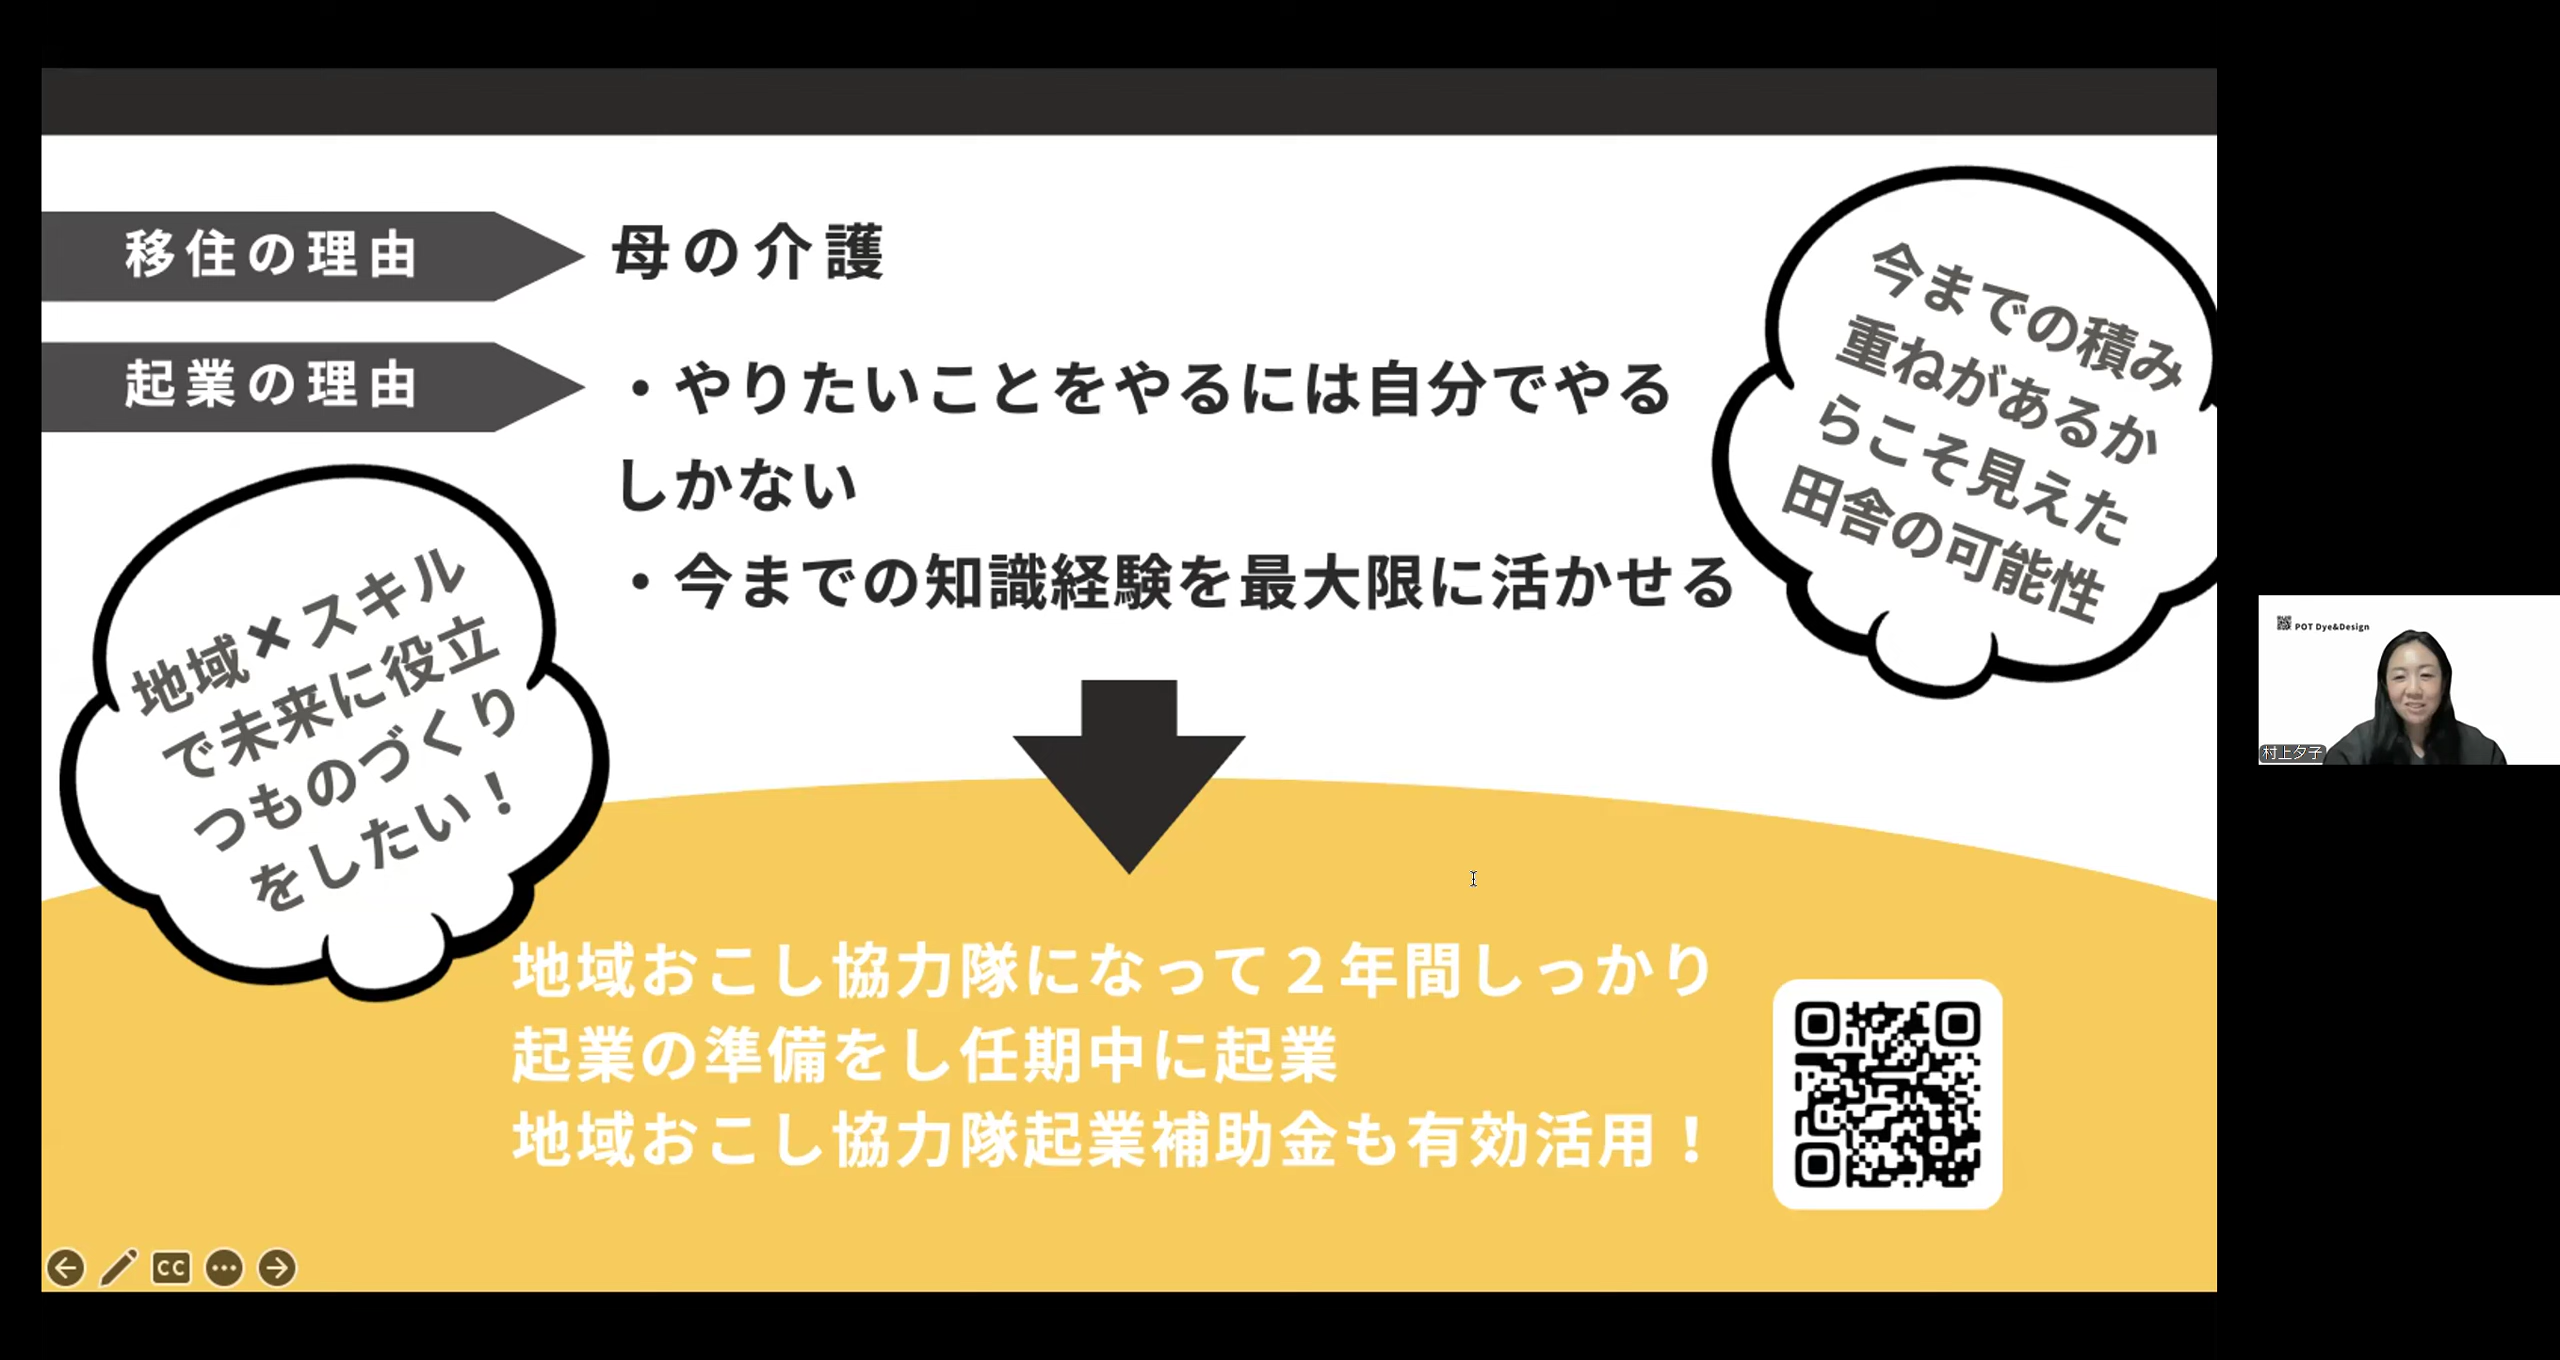 移住の理由
母の介護
起業の理由
・やりたいことをやるには自分でやる
しかない
・今までの知識経験を最大限に活かせる
今までの積み
重ねがあるか
らこそ見えた
田舎の可能性
地域×スキル
で未来に役立
つものづくり
をしたい！
地域おこし協力隊になって２年間しっかり
起業の準備をし任期中に起業
地域おこし協力隊起業補助金も有効活用！
CC
POT Dye&Design
村上夕子